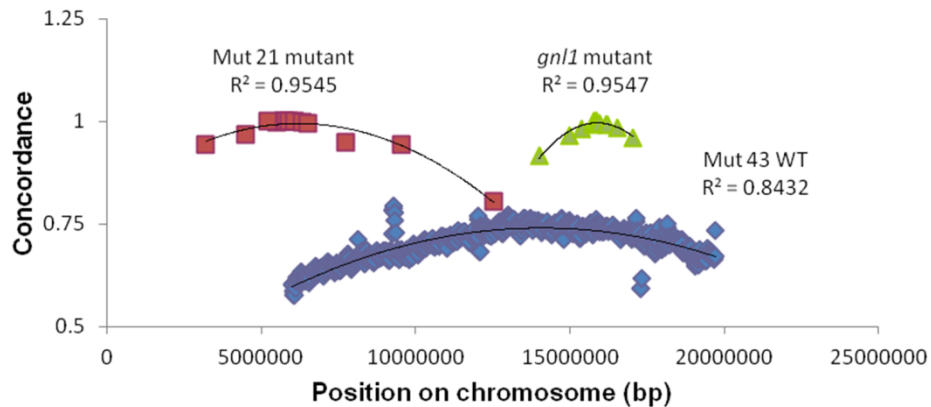 1.25
Mut 21 mutant
R² = 0.9545
gnl1 mutant
R² = 0.9547
1
Mut 43 WT
R² = 0.8432
Concordance
0.75
0.5
0 5000000 10000000 15000000 20000000 25000000
Position on chromosome (bp)